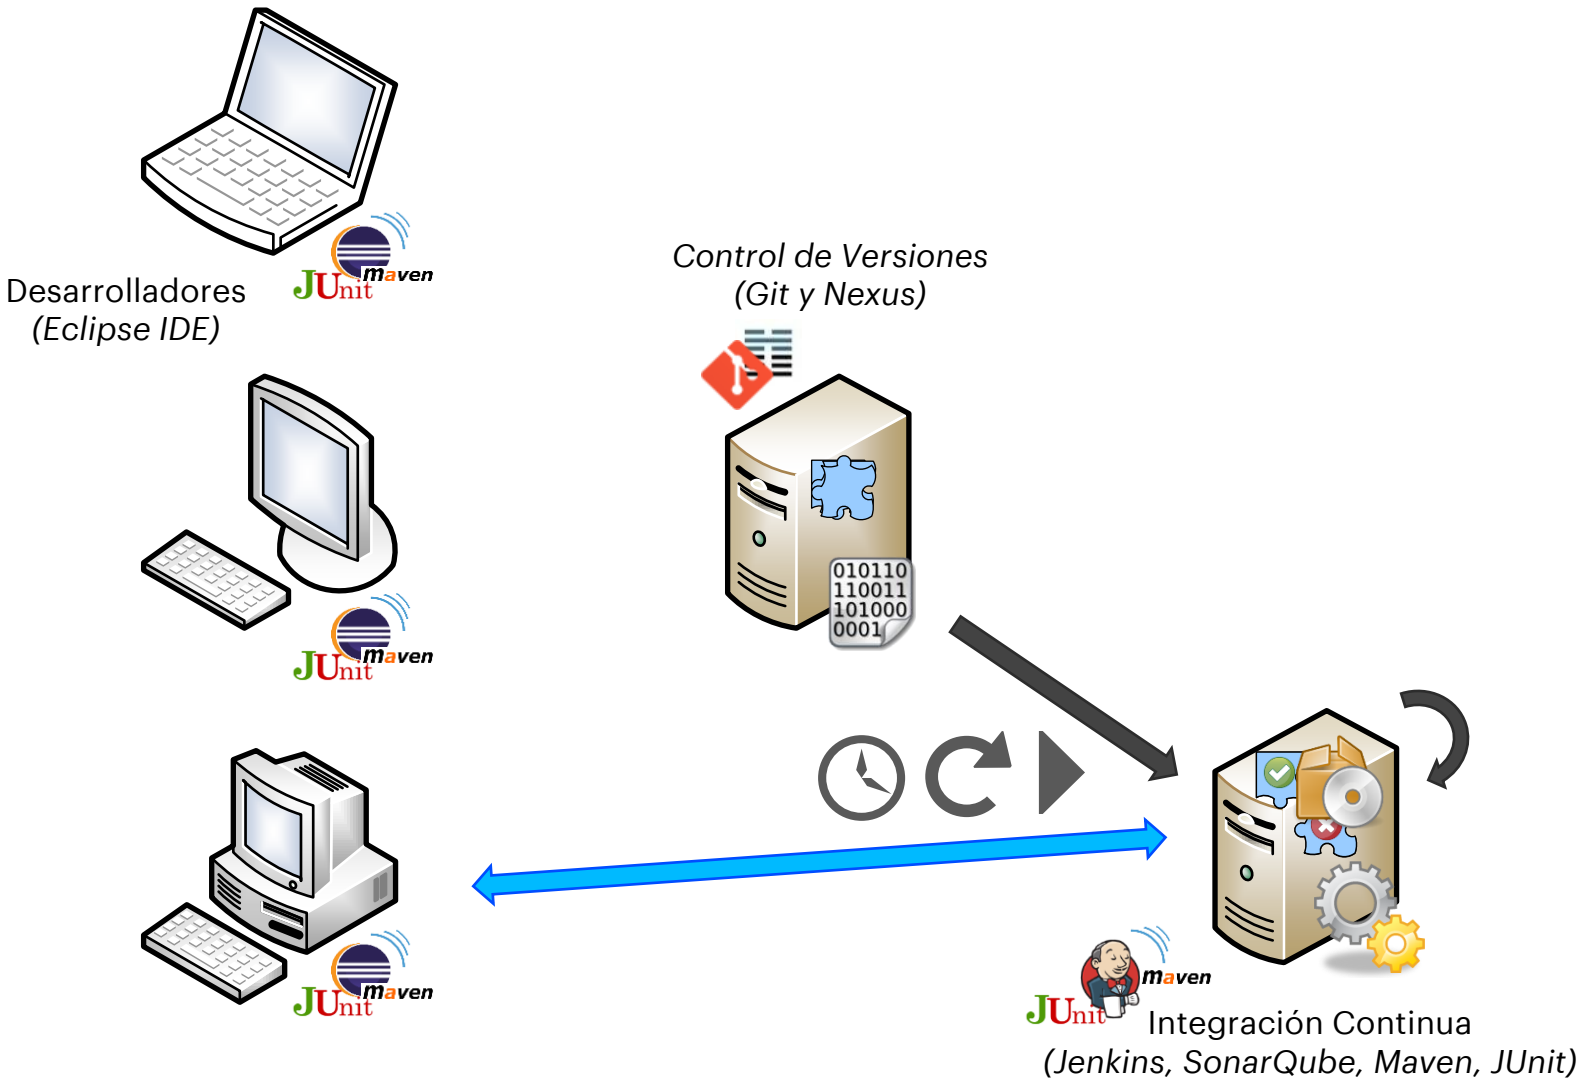 JUnit
maven
Desarrolladores
(Eclipse IDE)
Control de Versiones
(Git y Nexus)
JUnit
maven
010110
110011
101000
0001
JUnit
maven
JUnit
maven
Integración Continua
(Jenkins, SonarQube, Maven, JUnit)